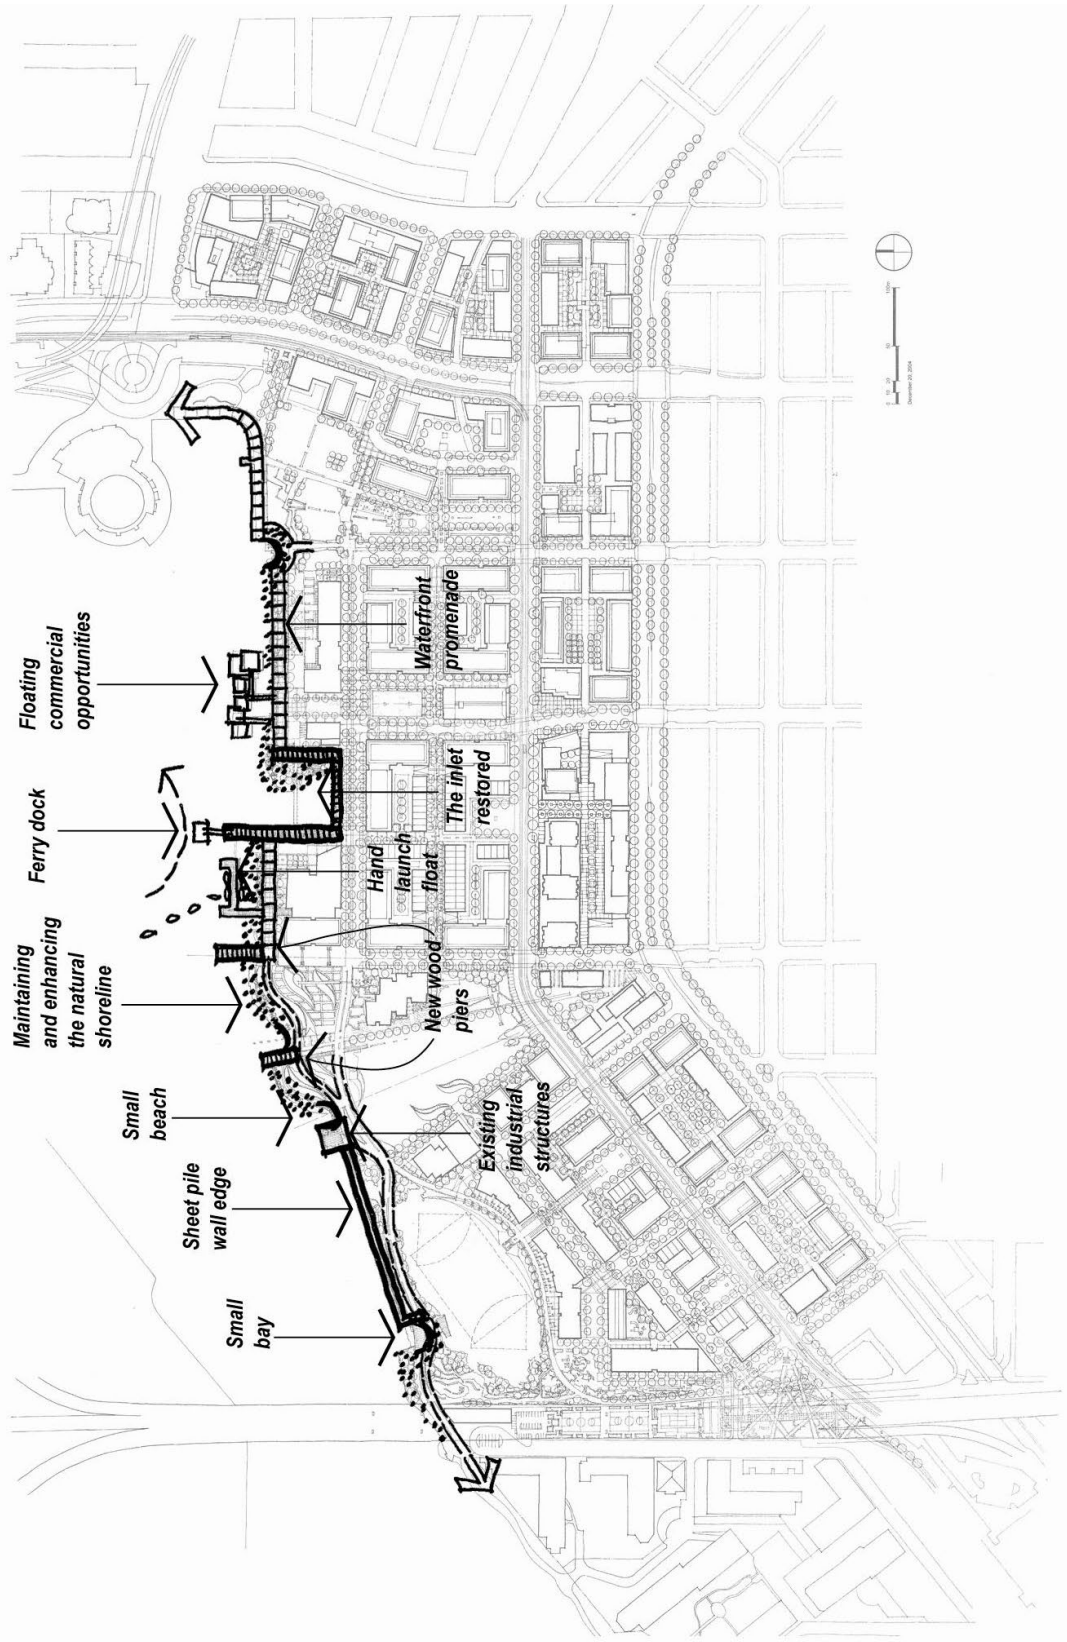 Small
bay
Sheet pile
wall edge
Small
beach
Maintaining
and enhancing
the natural
shoreline
Ferry dock
Floating
commercial
opportunities
Existing
industrial
structures
New wood
piers
Hand
launch
float
The inlet
restored
Waterfront
promenade